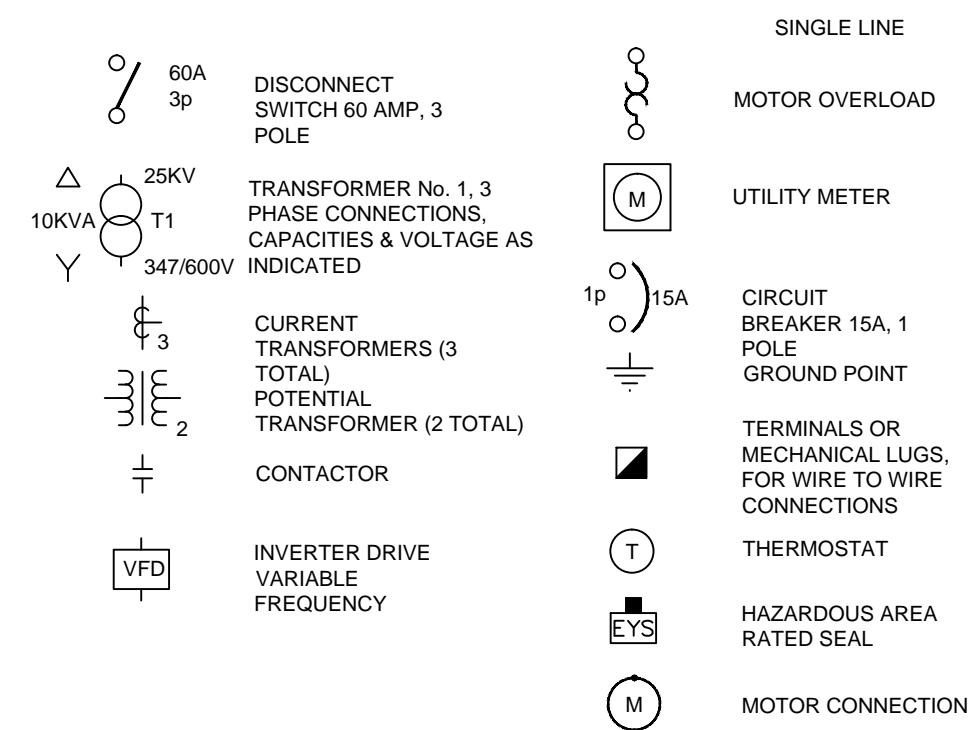 SINGLE LINE
60A
3p
DISCONNECT
SWITCH 60 AMP, 3
POLE
25KV
10KVA
T1
347/600V
TRANSFORMER No. 1, 3
PHASE CONNECTIONS,
CAPACITIES & VOLTAGE AS
INDICATED
3
CURRENT
TRANSFORMERS (3
TOTAL)
2
POTENTIAL
TRANSFORMER (2 TOTAL)
CONTACTOR
VFD
INVERTER DRIVE
VARIABLE
FREQUENCY
MOTOR OVERLOAD
M
UTILITY METER
1p
15A
CIRCUIT
BREAKER 15A, 1
POLE
GROUND POINT
TERMINALS OR
MECHANICAL LUGS,
FOR WIRE TO WIRE
CONNECTIONS
T
THERMOSTAT
EYS
HAZARDOUS AREA
RATED SEAL
M
MOTOR CONNECTION